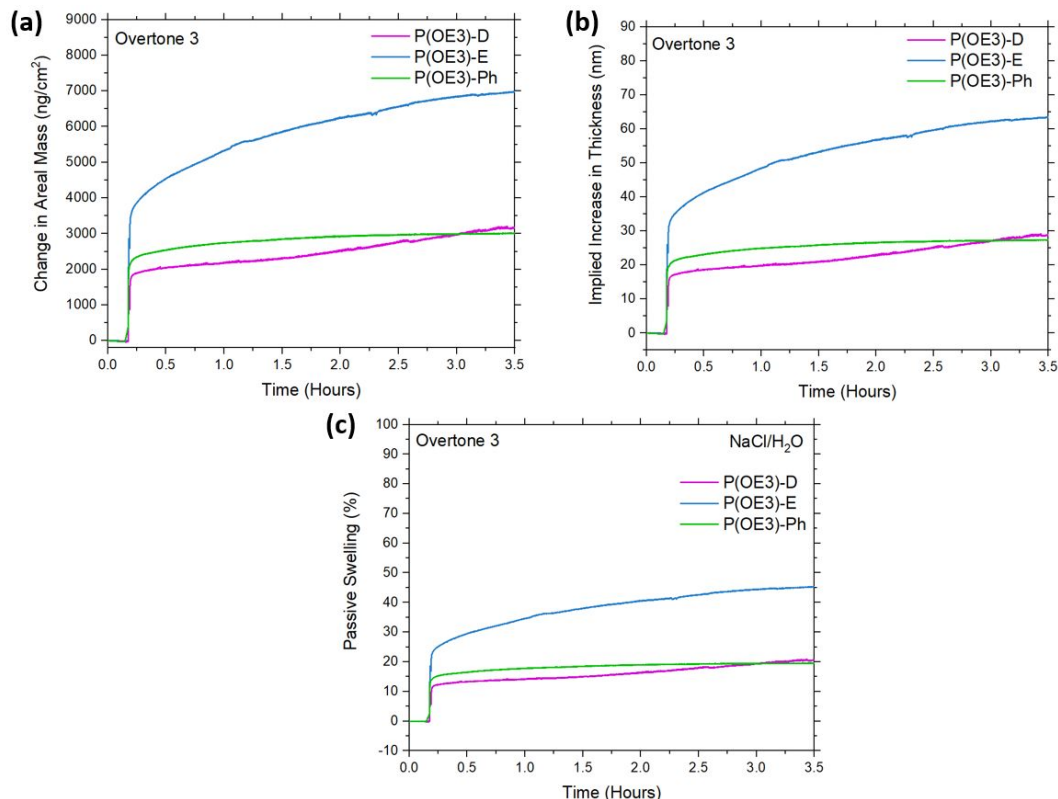 (a)
Overtone 3
P(OE3)-D
P(OE3)-E
P(OE3)-Ph
Change in Areal Mass (ng/cm²)
9000
8000
7000
6000
5000
4000
3000
2000
1000
0
0.0 0.5 1.0 1.5 2.0 2.5 3.0 3.5
Time (Hours)
(b)
Overtone 3
P(OE3)-D
P(OE3)-E
P(OE3)-Ph
Implied Increase in Thickness (nm)
90
80
70
60
50
40
30
20
10
0
0.0 0.5 1.0 1.5 2.0 2.5 3.0 3.5
Time (Hours)
(c)
Overtone 3 NaCl/H₂O
P(OE3)-D
P(OE3)-E
P(OE3)-Ph
Passive Swelling (%)
100
90
80
70
60
50
40
30
20
10
0
-10
0.0 0.5 1.0 1.5 2.0 2.5 3.0 3.5
Time (Hours)